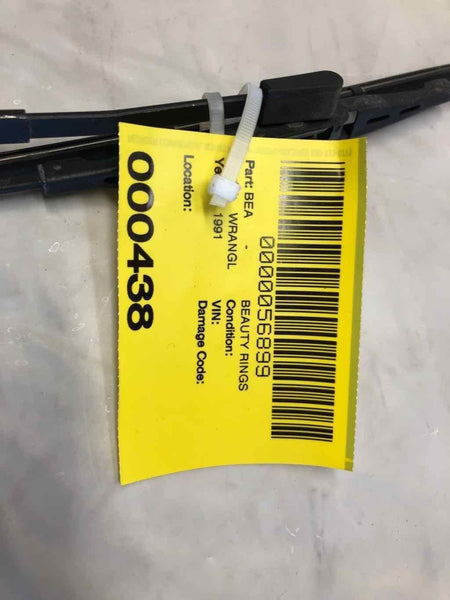 0000056899
Part: BEA - BEAUTY RINGS
WRANGL Condition:
1991 VIN:
Location: Damage Code:
000438